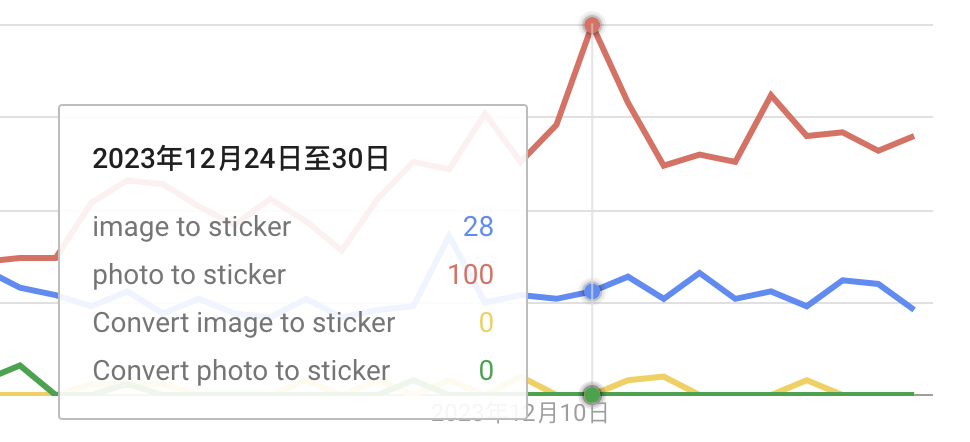 2023年12月24日至30日
image to sticker 28
photo to sticker 100
Convert image to sticker 0
Convert photo to sticker 0
2023年12月10日